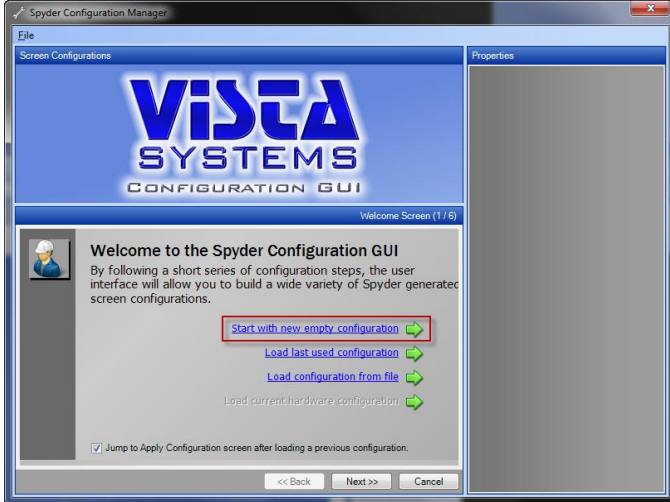 Spyder Configuration Manager
File
Screen Configurations
Properties
ViSTA
SYSTEMS
CONFIGURATION GUI
Welcome Screen (1 / 6)
Welcome to the Spyder Configuration GUI
By following a short series of configuration steps, the user
interface will allow you to build a wide variety of Spyder generated
screen configurations.
Start with new empty configuration
Load last used configuration
Load configuration from file
Load current hardware configuration
Jump to Apply Configuration screen after loading a previous configuration.
<< Back
Next >>
Cancel